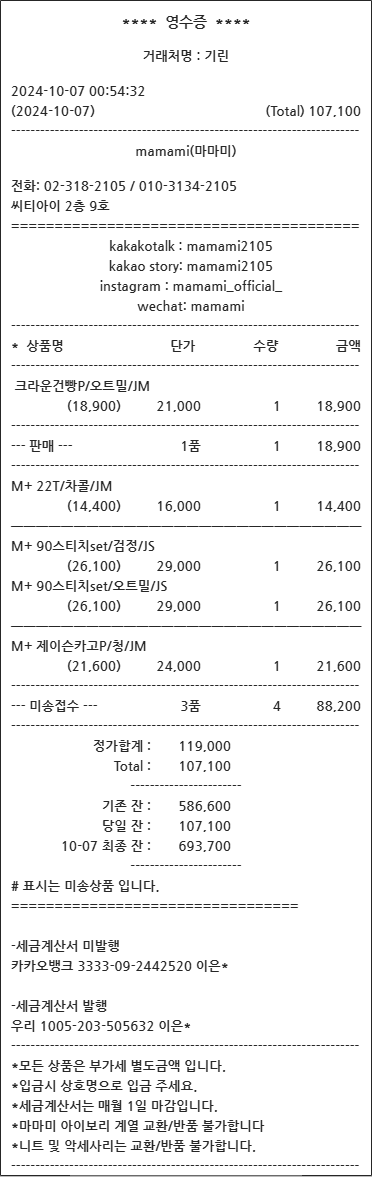 **** 영수증 ****
거래처명 : 기린
2024-10-07 00:54:32
(2024-10-07) (Total) 107,100
mamami(마마미)
전화: 02-318-2105 / 010-3134-2105
씨티아이 2층 9호
====================================
kakakotalk : mamami2105
kakao story: mamami2105
instagram : mamami_official_
wechat: mamami
* 상품명 단가 수량 금액
크라운건빵P/오트밀/JM
(18,900) 21,000 1 18,900
--- 판매 --- 1품 1 18,900
M+ 22T/차콜/JM
(14,400) 16,000 1 14,400
M+ 90스티치set/검정/JS
(26,100) 29,000 1 26,100
M+ 90스티치set/오트밀/JS
(26,100) 29,000 1 26,100
M+ 제이슨카고P/청/JM
(21,600) 24,000 1 21,600
--- 미송접수 --- 3품 4 88,200
정가합계 : 119,000
Total : 107,100
기존 잔 : 586,600
당일 잔 : 107,100
10-07 최종 잔 : 693,700
# 표시는 미송상품 입니다.
=================================
-세금계산서 미발행
카카오뱅크 3333-09-2442520 이은*
-세금계산서 발행
우리 1005-203-505632 이은*
*모든 상품은 부가세 별도금액 입니다.
*입금시 상호명으로 입금 주세요.
*세금계산서는 매월 1일 마감입니다.
*마마미 아이보리 계열 교환/반품 불가합니다
*니트 및 악세사리는 교환/반품 불가합니다.